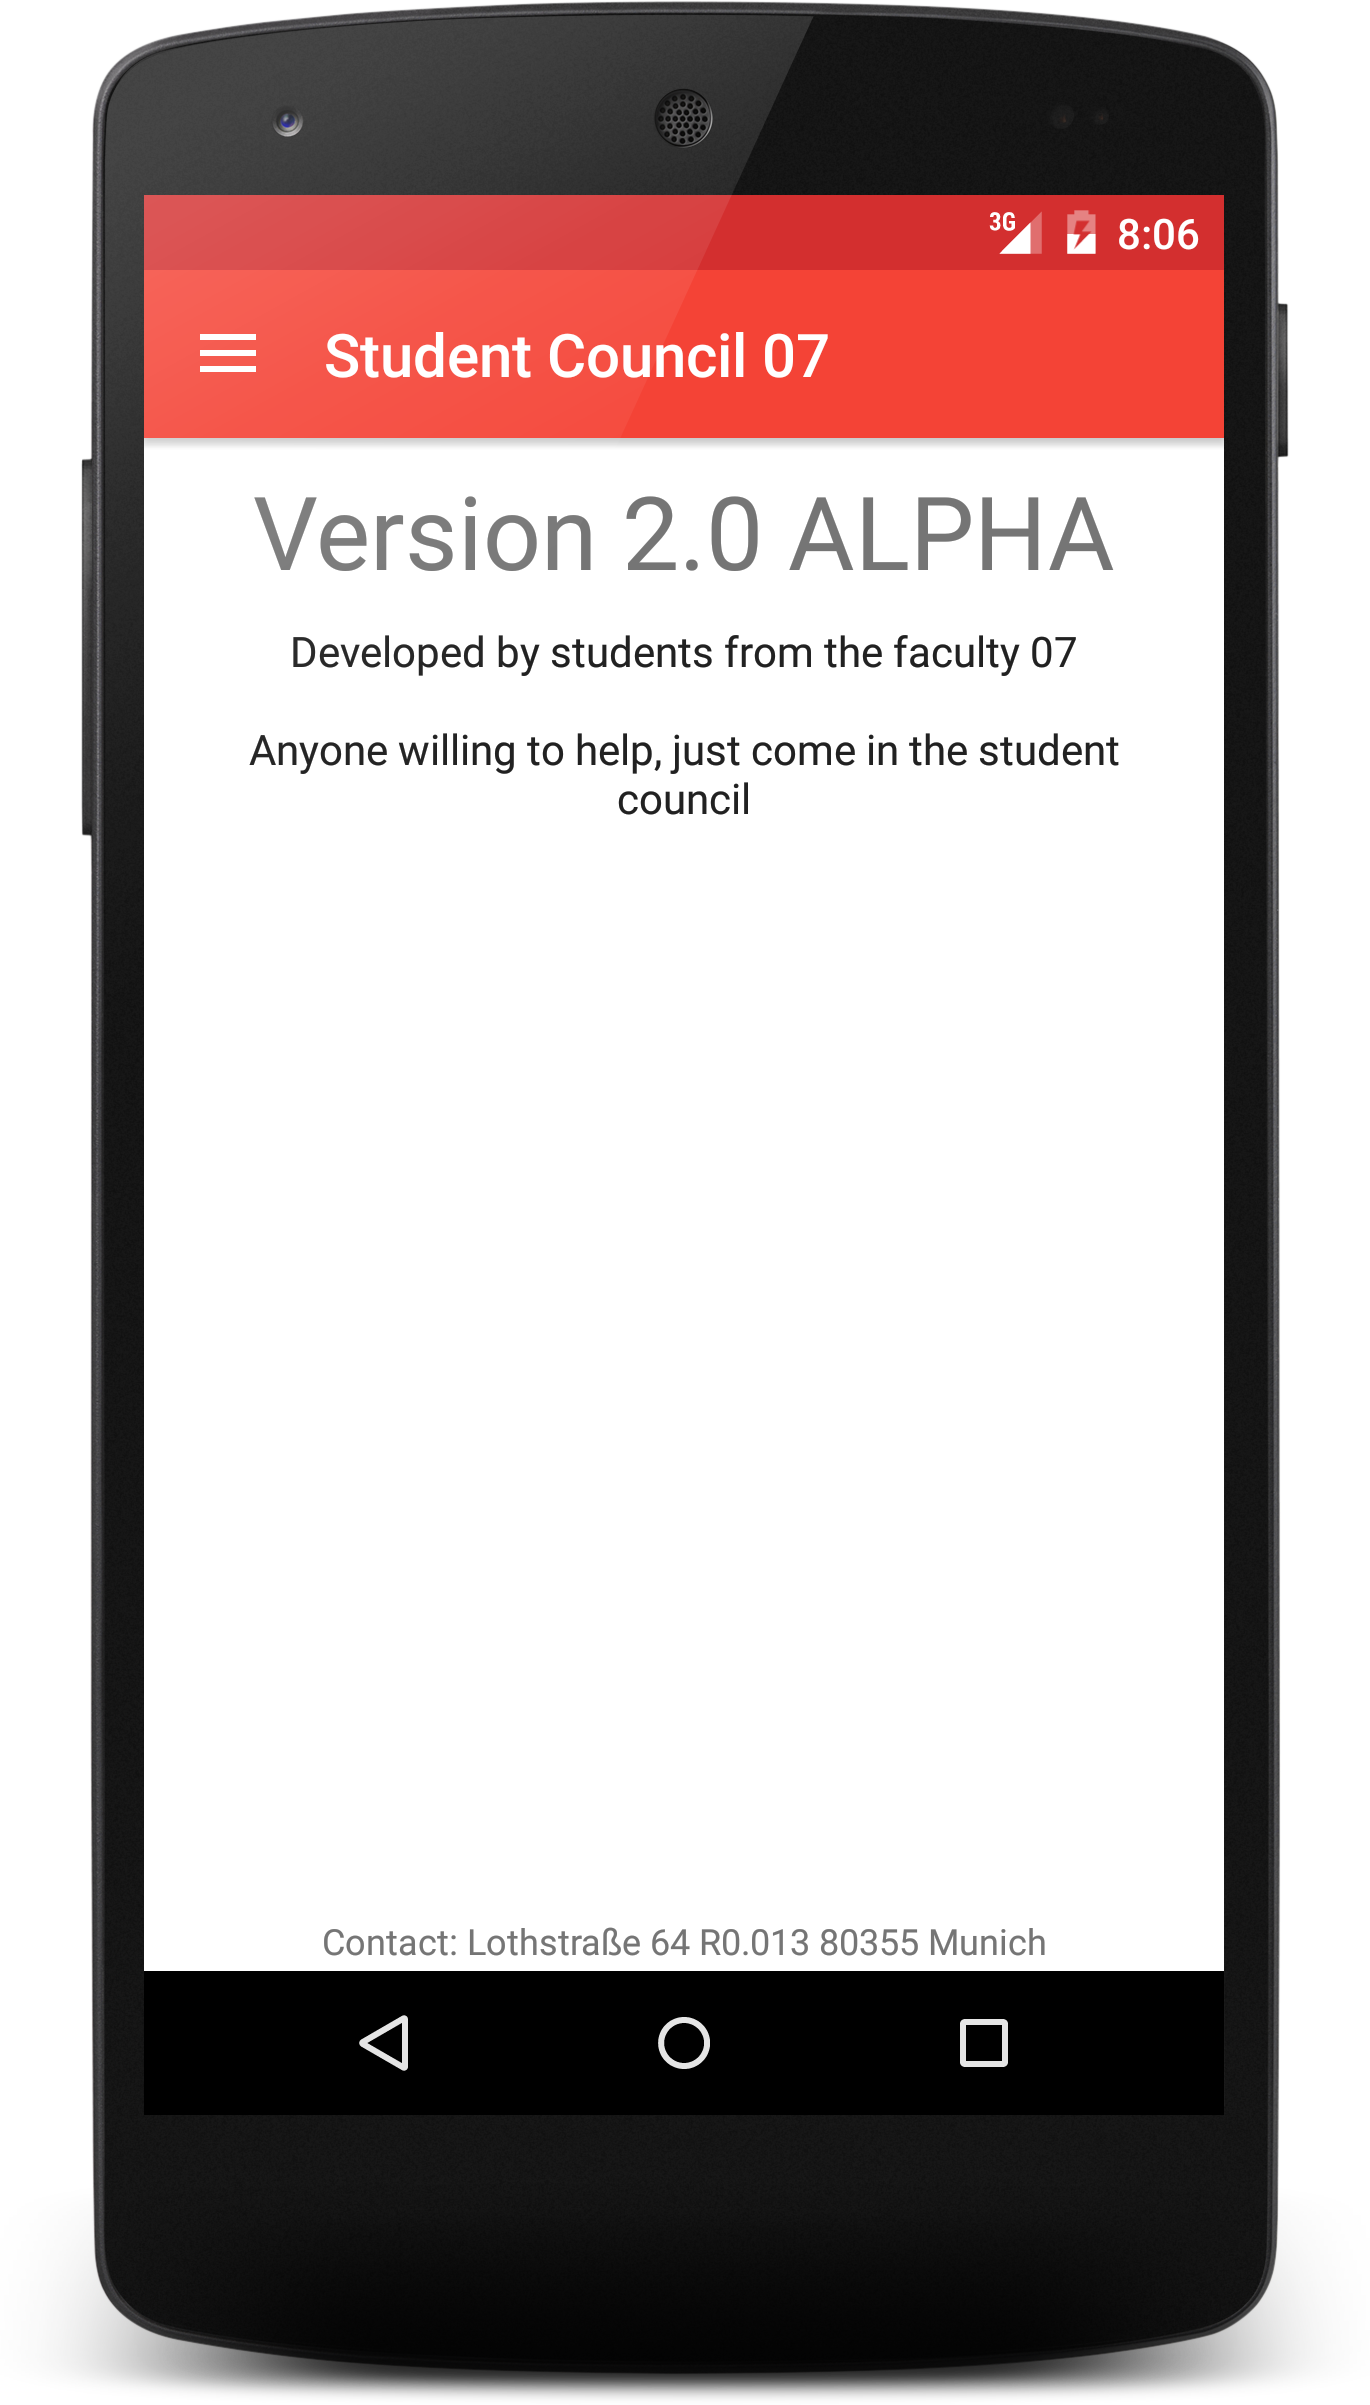 3G 8:06
Student Council 07
Version 2.0 ALPHA
Developed by students from the faculty 07
Anyone willing to help, just come in the student
council
Contact: Lothstraße 64 R0.013 80355 Munich